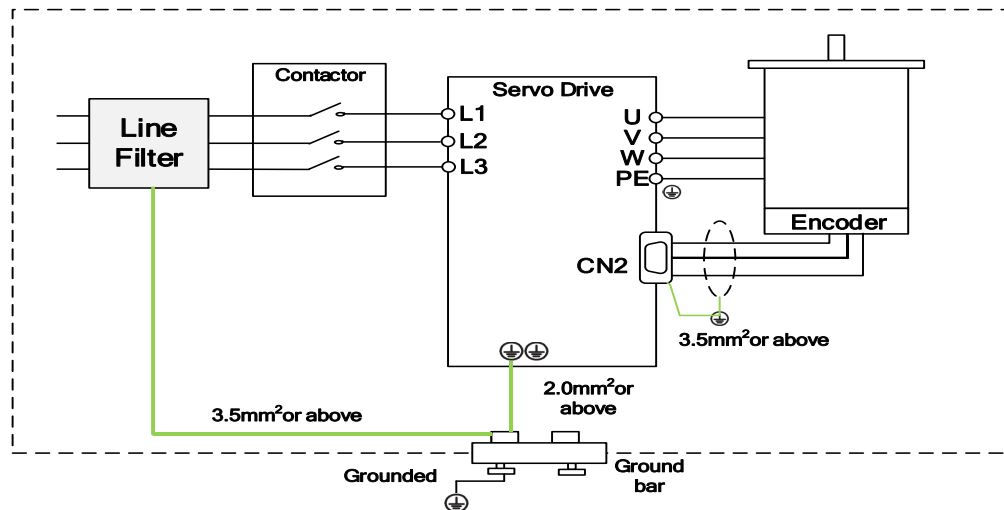 Contactor
Line
Filter
L1
L2
L3
Servo Drive
U
V
W
PE
CN2
Encoder
3.5mm²or above
2.0mm²or
above
3.5mm²or above
Grounded
Ground
bar